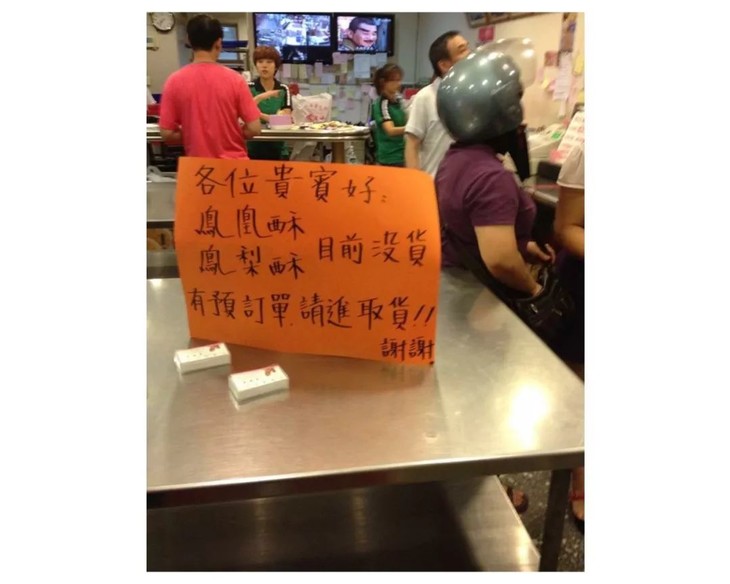 各位貴賓好:
鳳凰酥
鳳梨酥 目前沒貨
有預訂單,請進取貨!!
謝謝